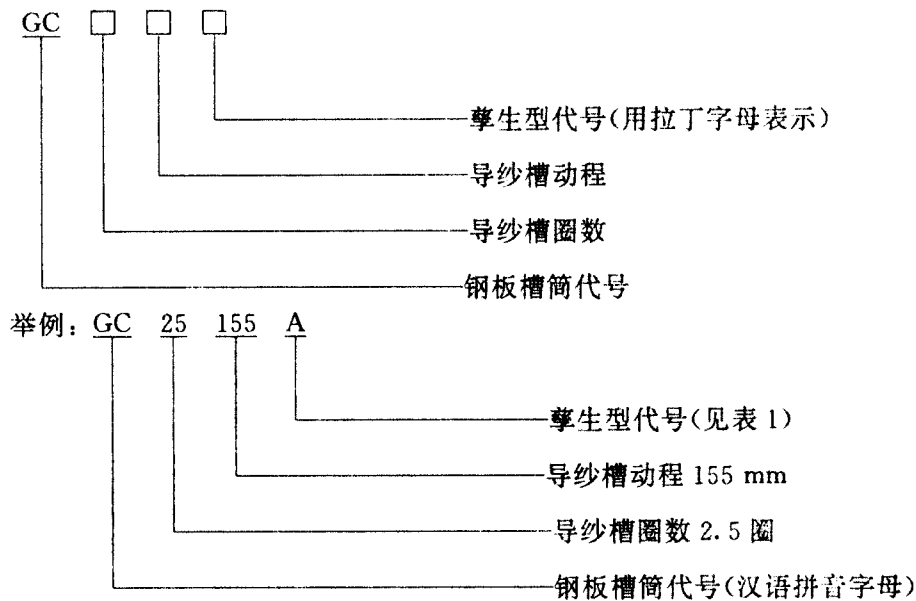 GC □ □ □
孳生型代号(用拉丁字母表示)
导纱槽动程
导纱槽圈数
钢板槽筒代号
举例: GC 25 155 A
孳生型代号(见表 1)
导纱槽动程 155 mm
导纱槽圈数 2.5 圈
钢板槽筒代号(汉语拼音字母)